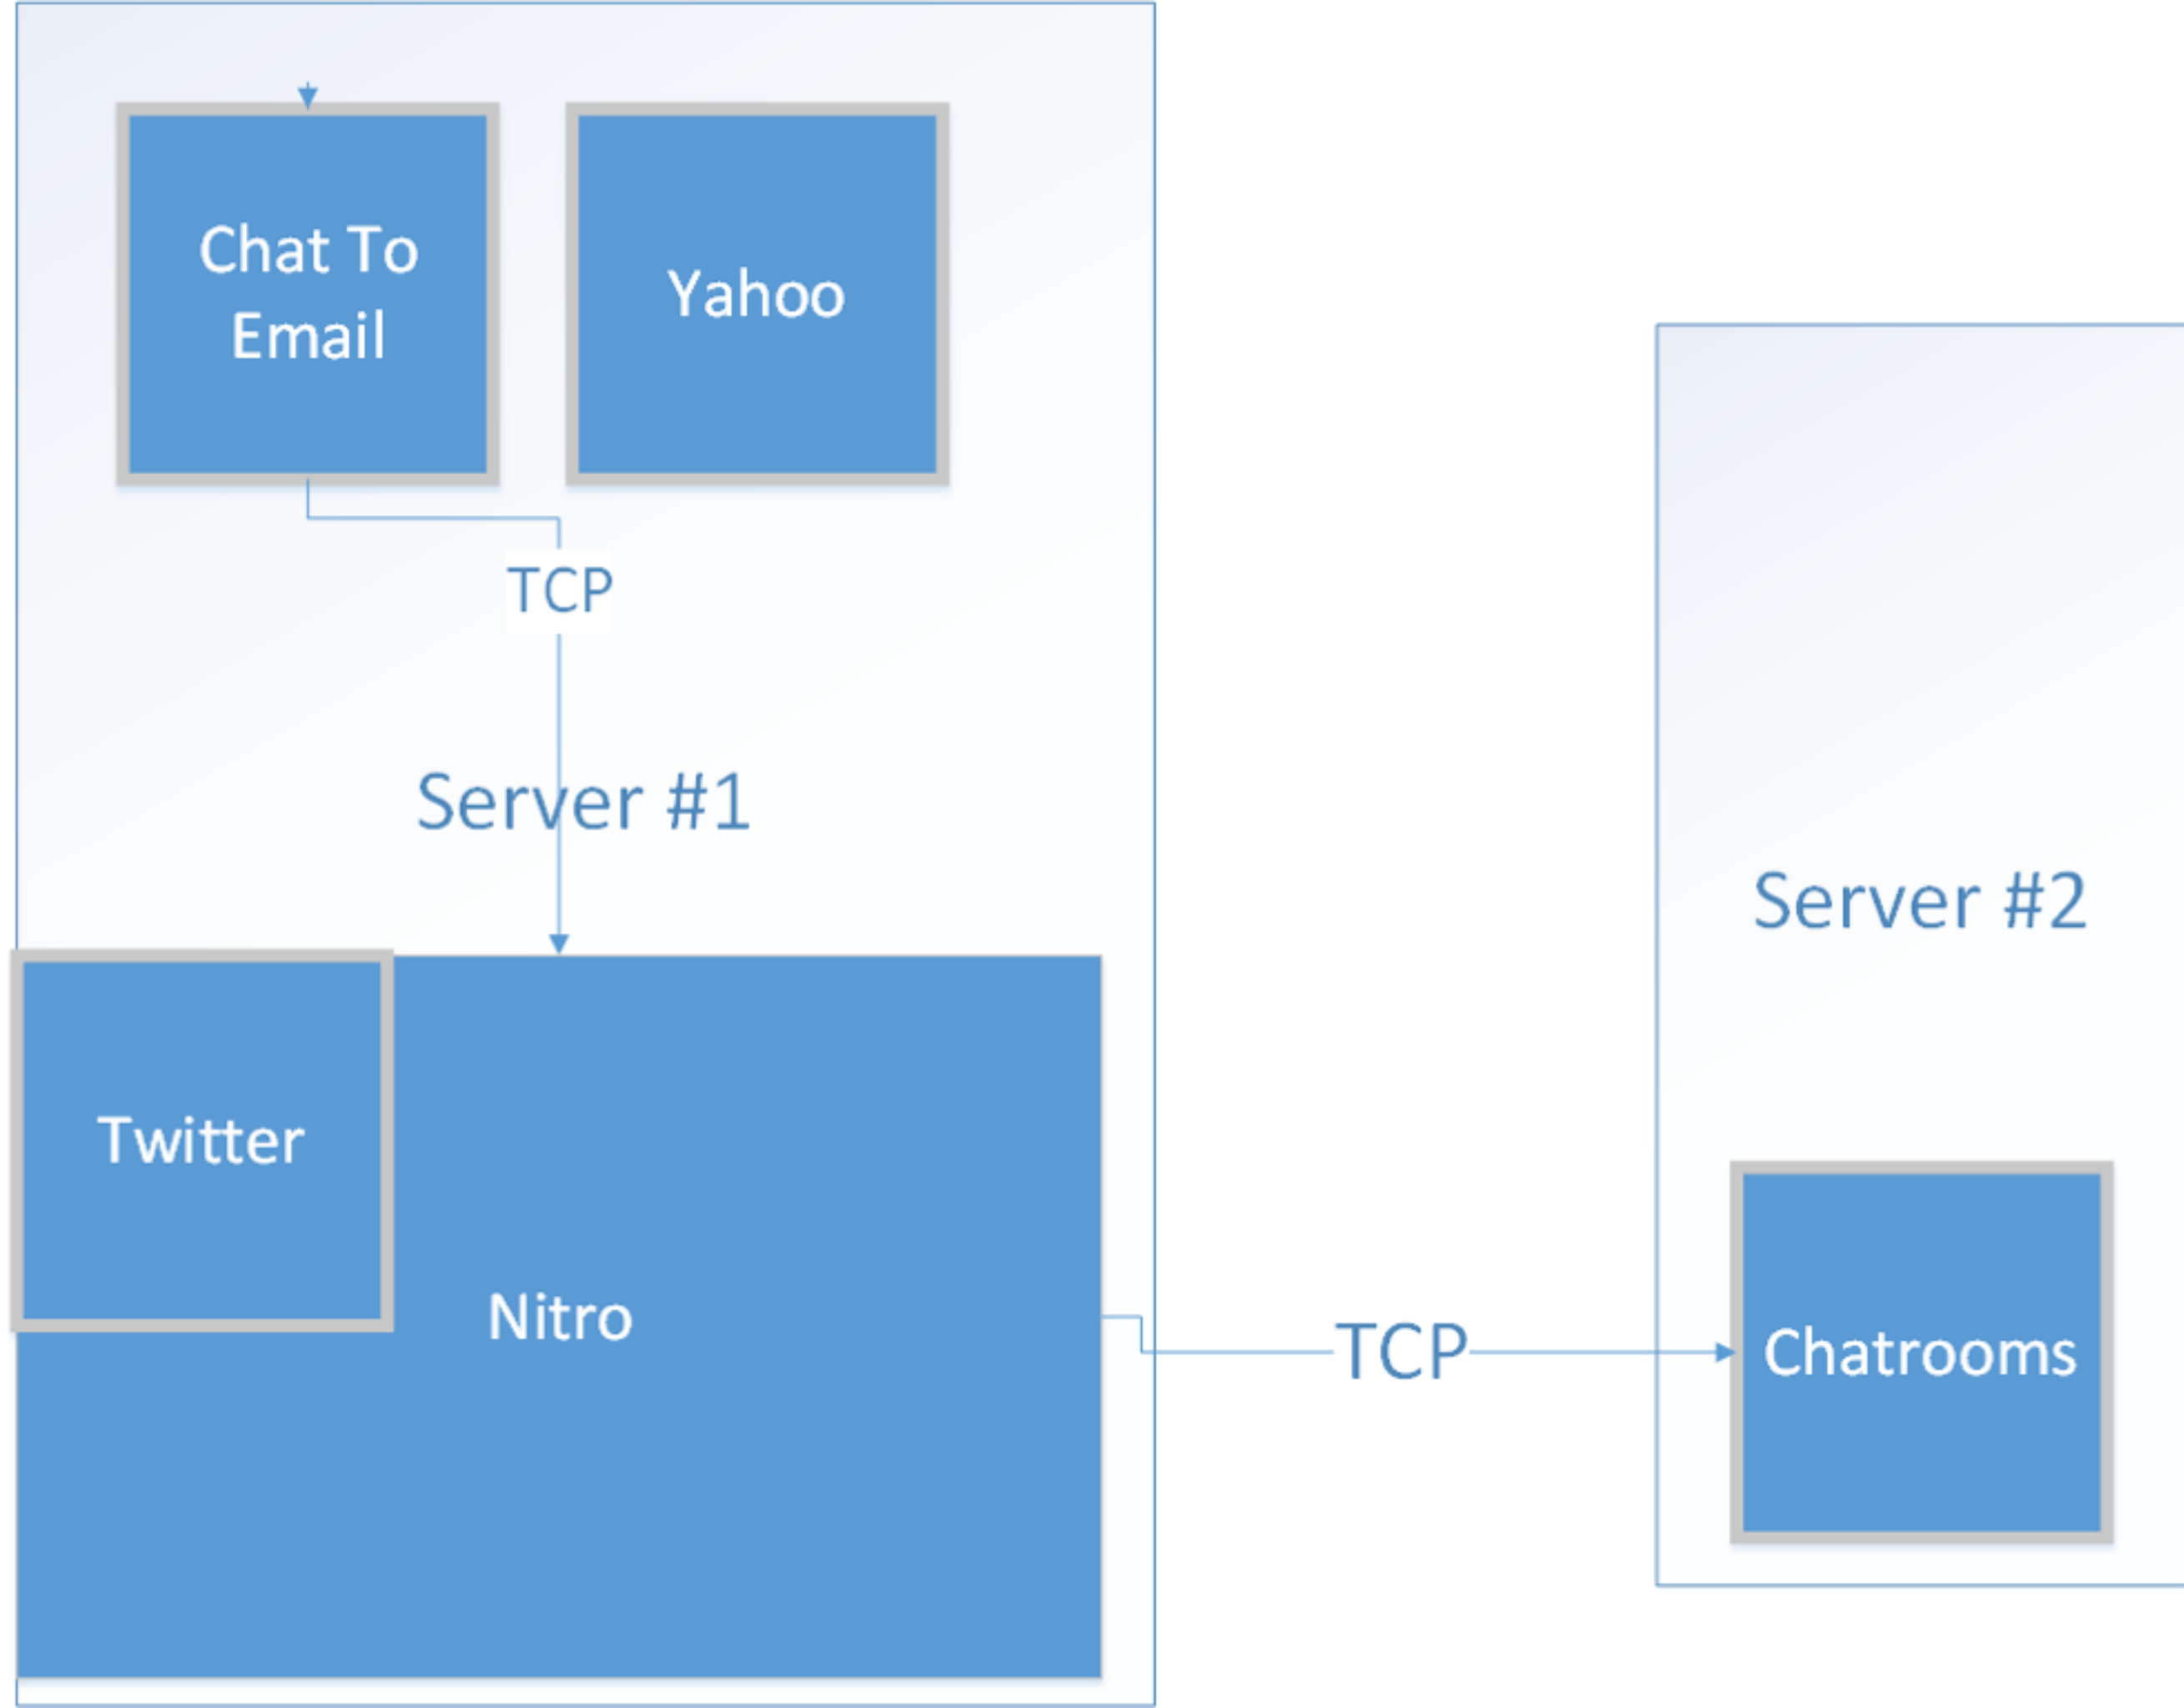 Chat To
Email
Yahoo
TCP
Server #1
Server #2
Twitter
Nitro
TCP
Chatrooms